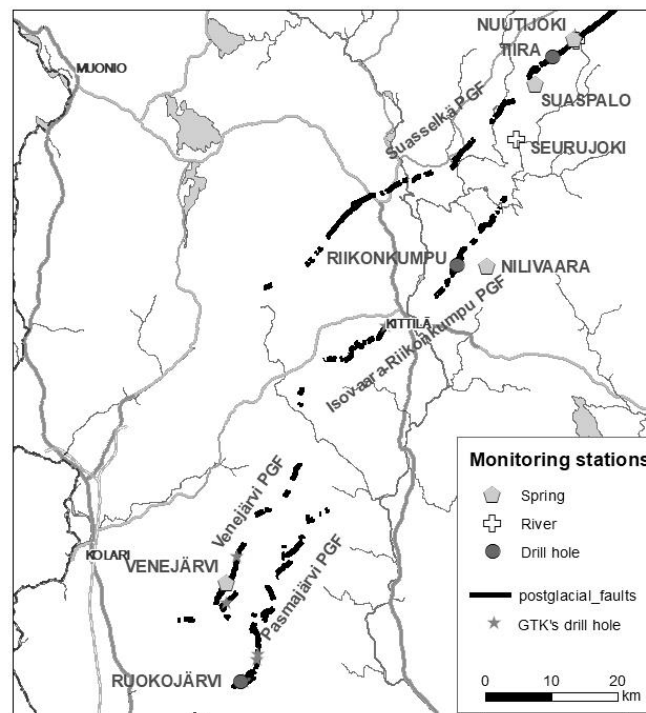 NUUTIJOKI
TIIRA
MUONIO
SUASPALO
Suasselkä PGF
SEURUJOKI
RIIKONKUMPU
NILIVAARA
KITTILÄ
Isovaara-Riikonkumpu PGF
Monitoring stations
Spring
River
Drill hole
postglacial_faults
GTK's drill hole
0 10 20
km
Venejärvi PGF
KOLARI
VENEJÄRVI
Pasmajärvi PGF
RUOKOJÄRVI